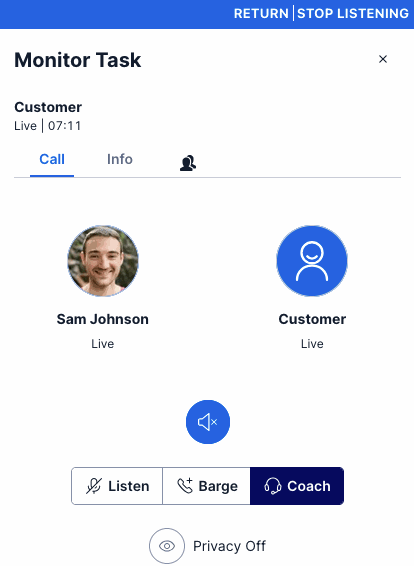 RETURN | STOP LISTENING
Monitor Task
×
Customer
Live | 07:11
Call Info
Sam Johnson Customer
Live Live
Listen Barge Coach
Privacy Off